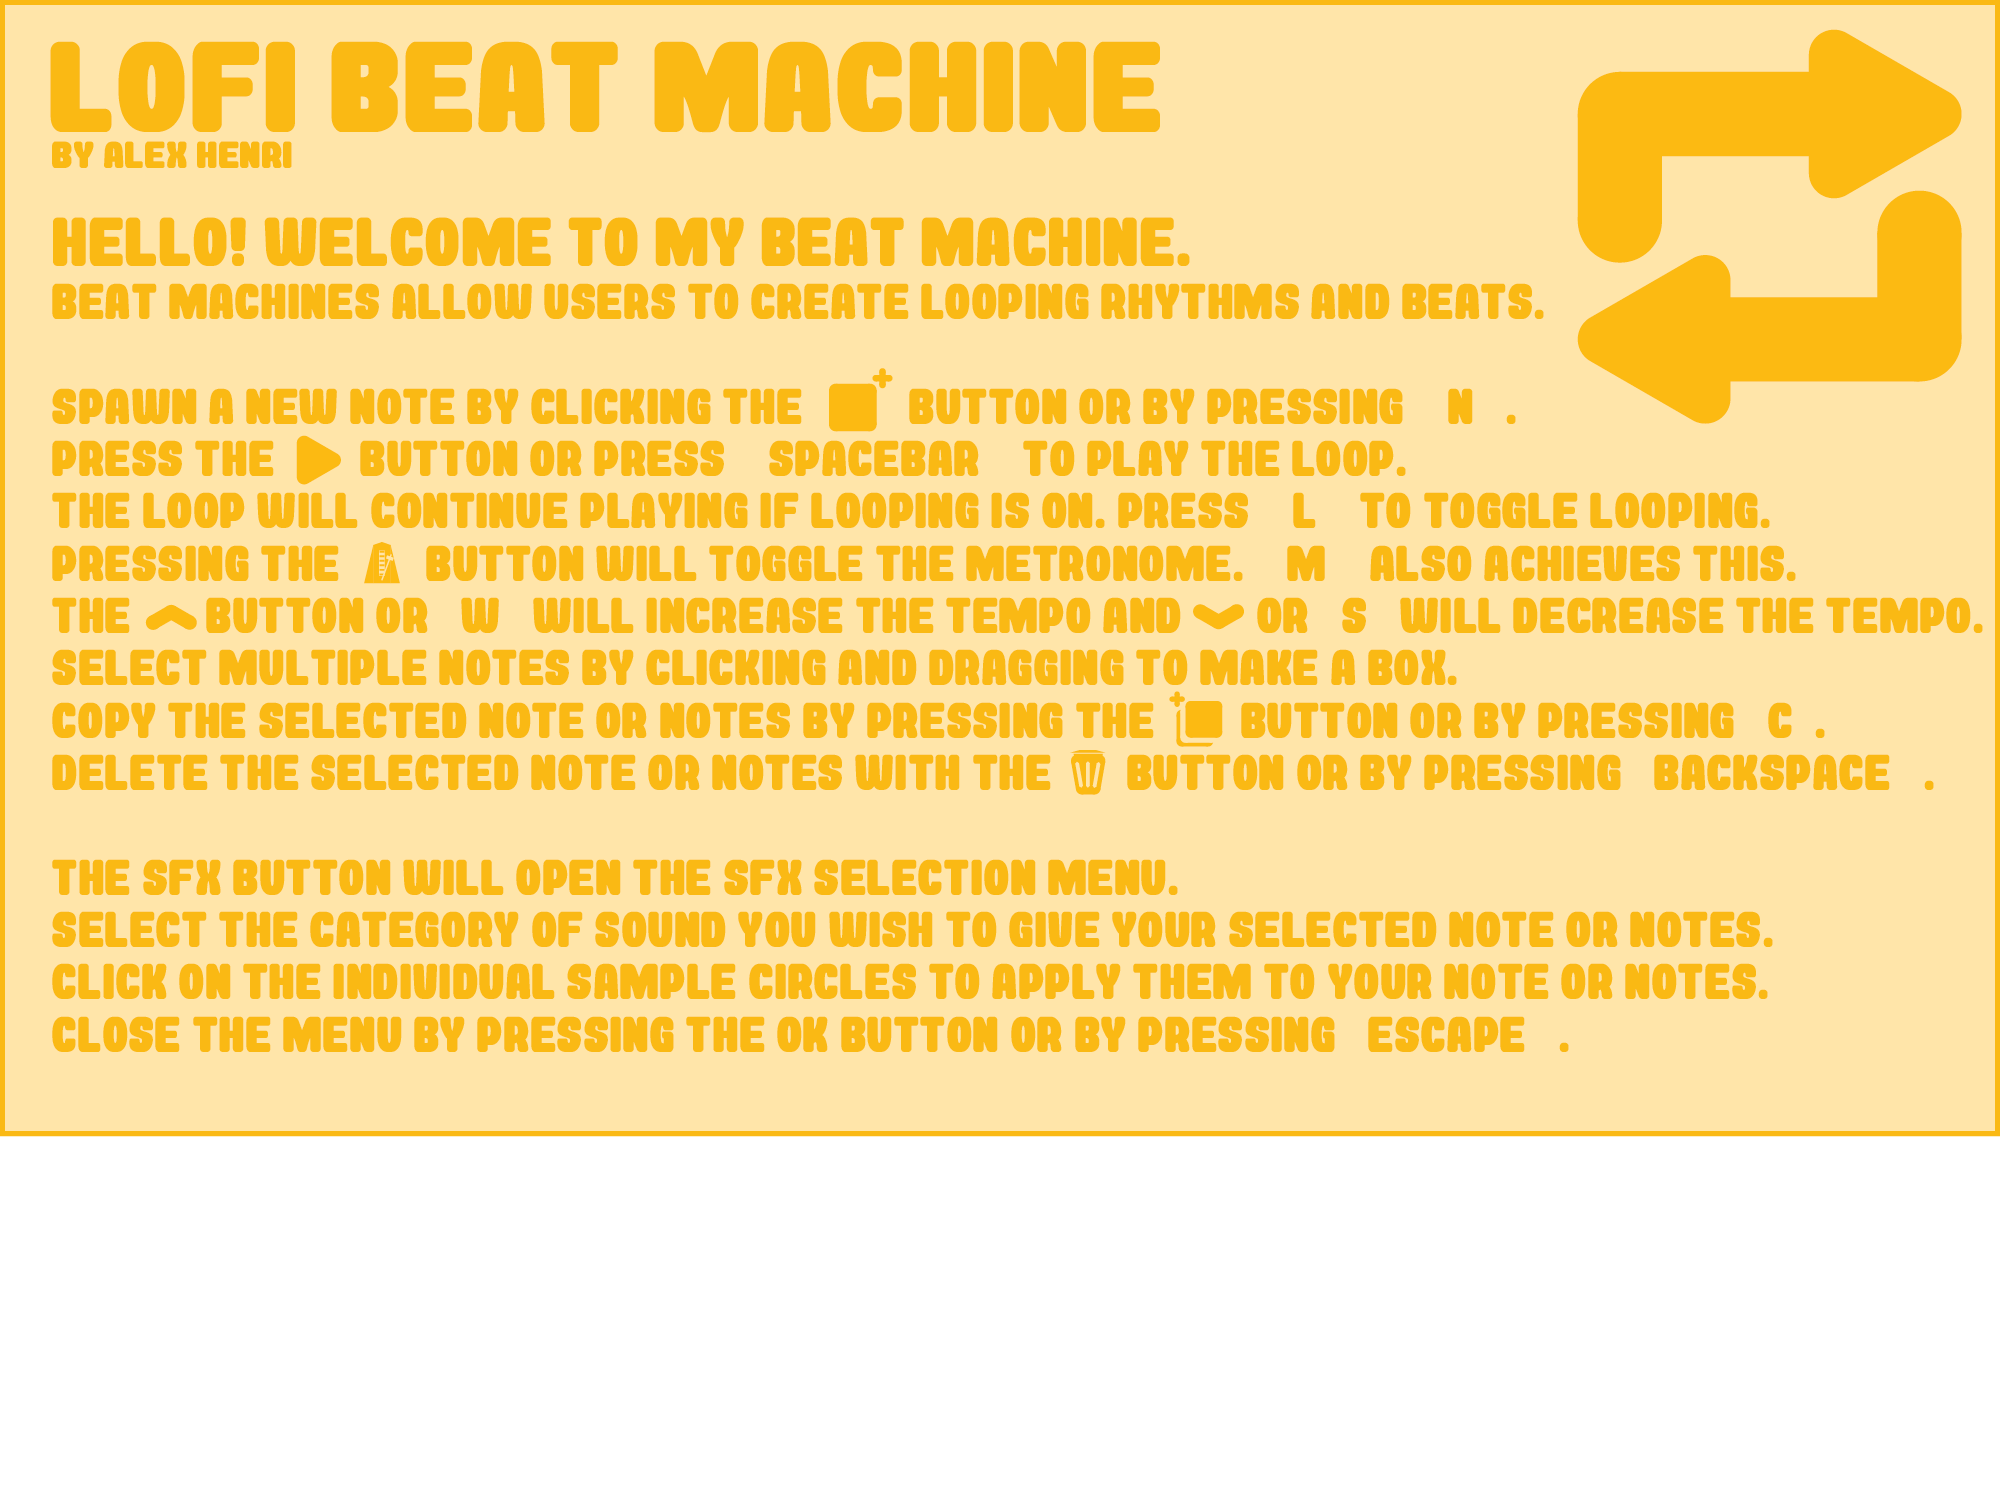 LOFI BEAT MACHINE
BY ALEX HENRI
HELLO! WELCOME TO MY BEAT MACHINE.
BEAT MACHINES ALLOW USERS TO CREATE LOOPING RHYTHMS AND BEATS.
SPAWN A NEW NOTE BY CLICKING THE BUTTON OR BY PRESSING N .
PRESS THE BUTTON OR PRESS SPACEBAR TO PLAY THE LOOP.
THE LOOP WILL CONTINUE PLAYING IF LOOPING IS ON. PRESS L TO TOGGLE LOOPING.
PRESSING THE BUTTON WILL TOGGLE THE METRONOME. M ALSO ACHIEVES THIS.
THE BUTTON OR W WILL INCREASE THE TEMPO AND OR S WILL DECREASE THE TEMPO.
SELECT MULTIPLE NOTES BY CLICKING AND DRAGGING TO MAKE A BOX.
COPY THE SELECTED NOTE OR NOTES BY PRESSING THE BUTTON OR BY PRESSING C .
DELETE THE SELECTED NOTE OR NOTES WITH THE BUTTON OR BY PRESSING BACKSPACE .
THE SFX BUTTON WILL OPEN THE SFX SELECTION MENU.
SELECT THE CATEGORY OF SOUND YOU WISH TO GIVE YOUR SELECTED NOTE OR NOTES.
CLICK ON THE INDIVIDUAL SAMPLE CIRCLES TO APPLY THEM TO YOUR NOTE OR NOTES.
CLOSE THE MENU BY PRESSING THE OK BUTTON OR BY PRESSING ESCAPE .